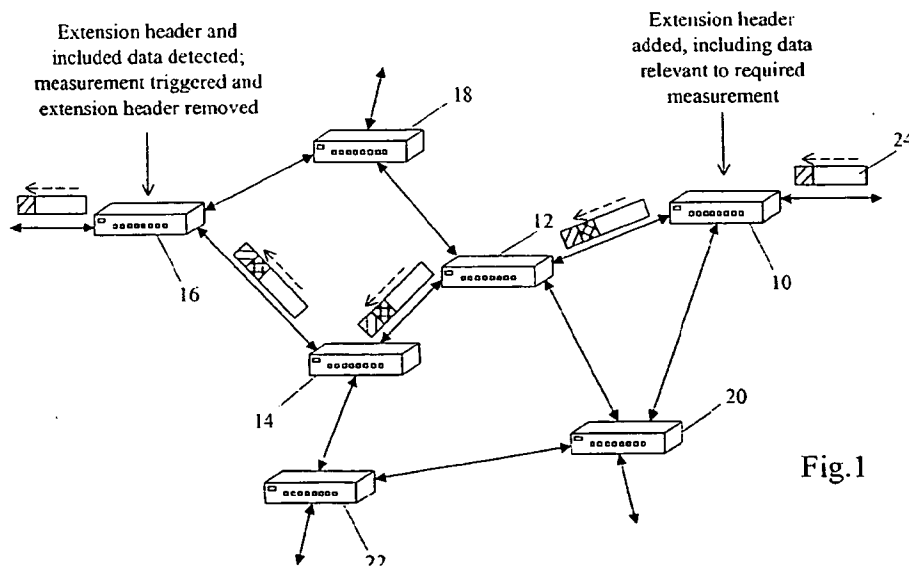 Extension header and
included data detected;
measurement triggered and
extension header removed
Extension header
added, including data
relevant to required
measurement
18
24
12
16
10
14
20
Fig.1
22